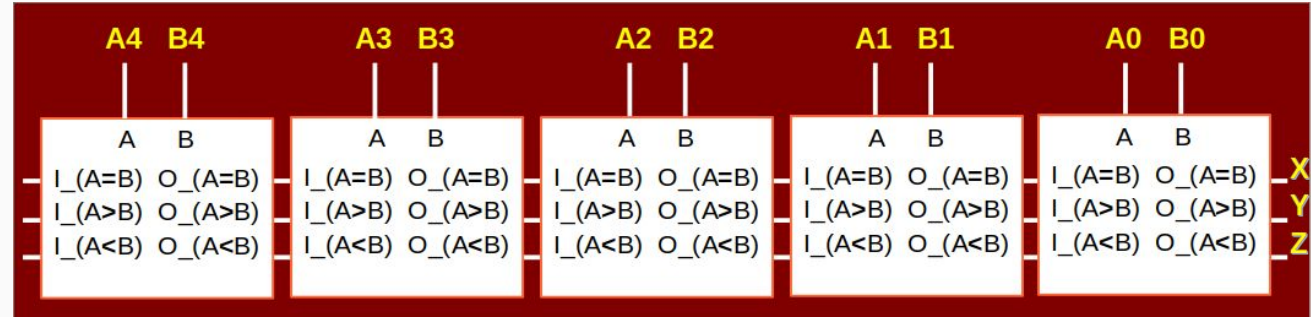 A4 B4 A3 B3 A2 B2 A1 B1 A0 B0
A B A B A B A B A B
I_(A=B) O_(A=B) I_(A=B) O_(A=B) I_(A=B) O_(A=B) I_(A=B) O_(A=B) I_(A=B) O_(A=B) X
I_(A>B) O_(A>B) I_(A>B) O_(A>B) I_(A>B) O_(A>B) I_(A>B) O_(A>B) I_(A>B) O_(A>B) Y
I_(A<B) O_(A<B) I_(A<B) O_(A<B) I_(A<B) O_(A<B) I_(A<B) O_(A<B) I_(A<B) O_(A<B) Z